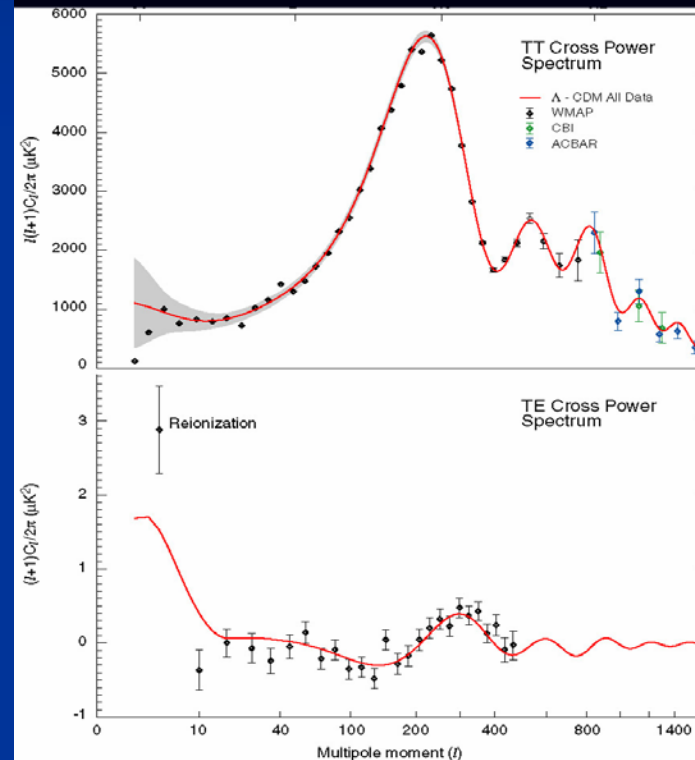 6000
5000
4000
3000
2000
1000
0
l(l+1)Cₗ/2π (μK²)
TT Cross Power
Spectrum
Λ - CDM All Data
WMAP
CBI
ACBAR
3
2
1
0
-1
(l+1)Cₗ/2π (μK²)
Reionization
TE Cross Power
Spectrum
0 10 40 100 200 400 800 1400
Multipole moment (l)